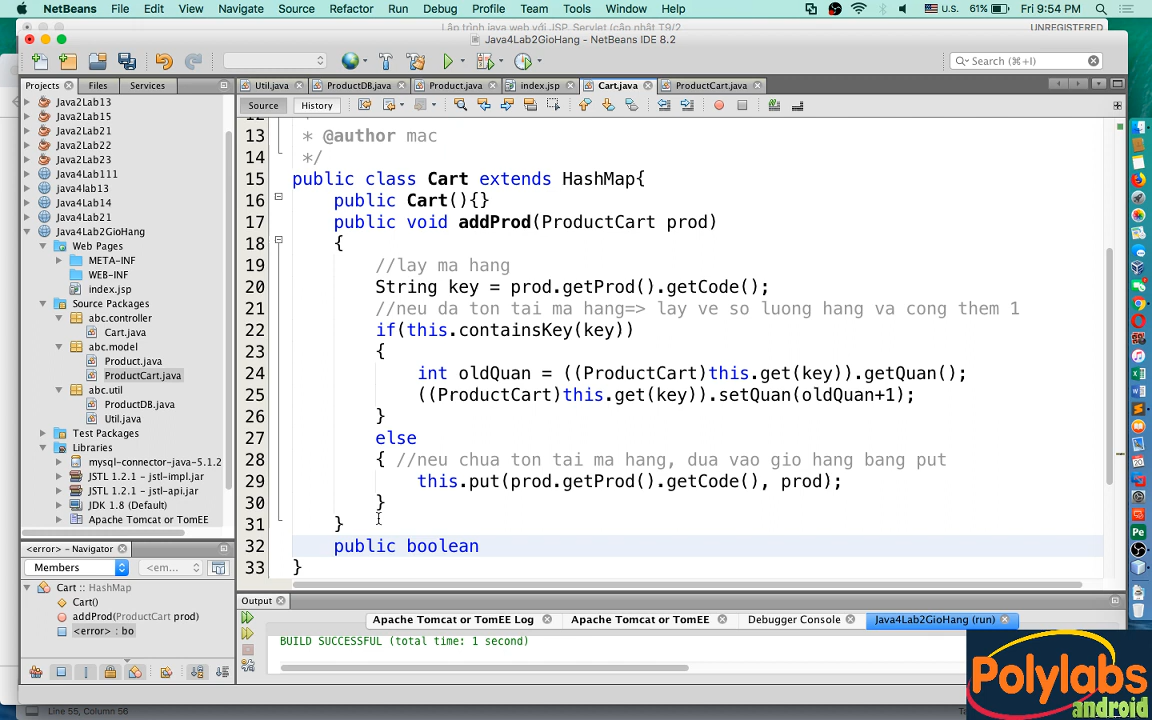 NetBeans File Edit View Navigate Source Refactor Run Debug Profile Team Tools Window Help U.S. 61% Fri 9:54 PM
Lập trình java web với JSP, Servlet (cập nhật T9/2 UNREGISTERED
Java4Lab2GioHang - NetBeans IDE 8.2
Search (⌘+I)
Projects Files Services
Util.java ProductDB.java Product.java index.jsp Cart.java ProductCart.java
Source History
Java2Lab13
Java2Lab15
Java2Lab21
Java2Lab22
Java2Lab23
Java4Lab111
java4lab13
Java4Lab14
Java4Lab21
Java4Lab2GioHang
Web Pages
META-INF
WEB-INF
index.jsp
Source Packages
abc.controller
Cart.java
abc.model
Product.java
ProductCart.java
abc.util
ProductDB.java
Util.java
Test Packages
Libraries
mysql-connector-java-5.1.2
JSTL 1.2.1 - jstl-impl.jar
JSTL 1.2.1 - jstl-api.jar
JDK 1.8 (Default)
Apache Tomcat or TomEE
13 * @author mac
14 */
15 public class Cart extends HashMap{
16 public Cart(){}
17 public void addProd(ProductCart prod)
18 {
19 //lay ma hang
20 String key = prod.getProd().getCode();
21 //neu da ton tai ma hang=> lay ve so luong hang va cong them 1
22 if(this.containsKey(key))
23 {
24 int oldQuan = ((ProductCart)this.get(key)).getQuan();
25 ((ProductCart)this.get(key)).setQuan(oldQuan+1);
26 }
27 else
28 { //neu chua ton tai ma hang, dua vao gio hang bang put
29 this.put(prod.getProd().getCode(), prod);
30 }
31 }
32 public boolean
33 }
<error> - Navigator
Members <em...
Cart :: HashMap
Cart()
addProd(ProductCart prod)
<error> : bo
Output
Apache Tomcat or TomEE Log Apache Tomcat or TomEE Debugger Console Java4Lab2GioHang (run)
BUILD SUCCESSFUL (total time: 1 second)
Line 55, Column 56
Polylabs
android